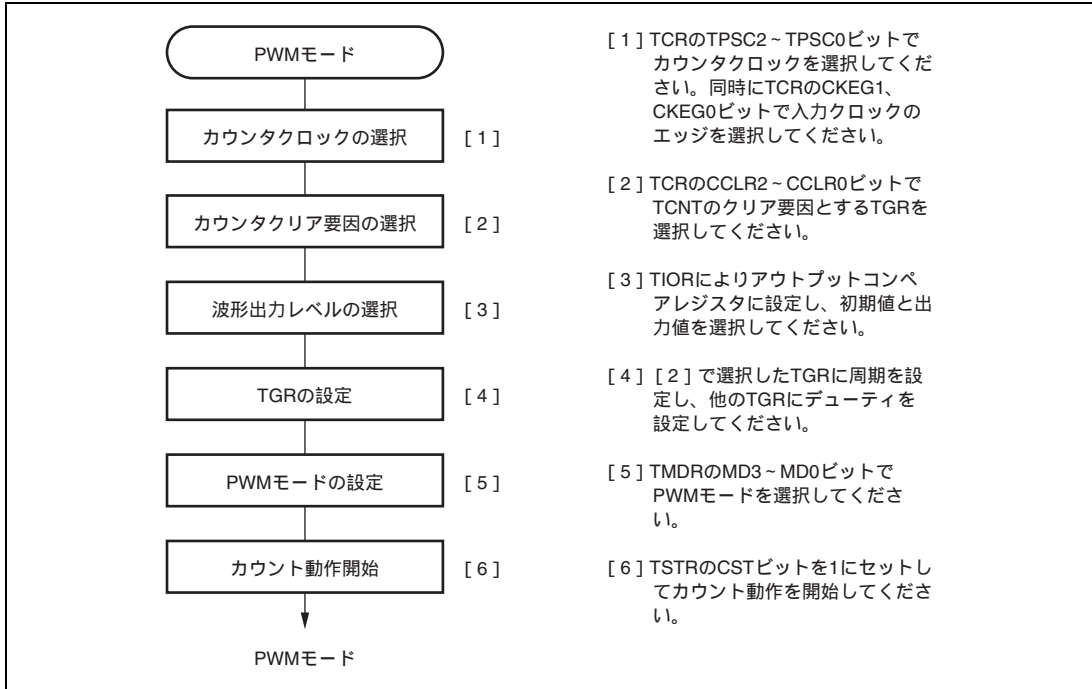 PWMモード
カウンタクロックの選択 [1]
カウンタクリア要因の選択 [2]
波形出力レベルの選択 [3]
TGRの設定 [4]
PWMモードの設定 [5]
カウント動作開始 [6]
PWMモード
[1] TCRのTPSC2~TPSC0ビットで
カウンタクロックを選択してくだ
さい。同時にTCRのCKEG1、
CKEG0ビットで入力クロックの
エッジを選択してください。
[2] TCRのCCLR2~CCLR0ビットで
TCNTのクリア要因とするTGRを
選択してください。
[3] TIORによりアウトプットコンペ
アレジスタに設定し、初期値と出
力値を選択してください。
[4] [2]で選択したTGRに周期を設
定し、他のTGRにデューティを
設定してください。
[5] TMDRのMD3~MD0ビットで
PWMモードを選択してくださ
い。
[6] TSTRのCSTビットを1にセットし
てカウント動作を開始してくださ
い。